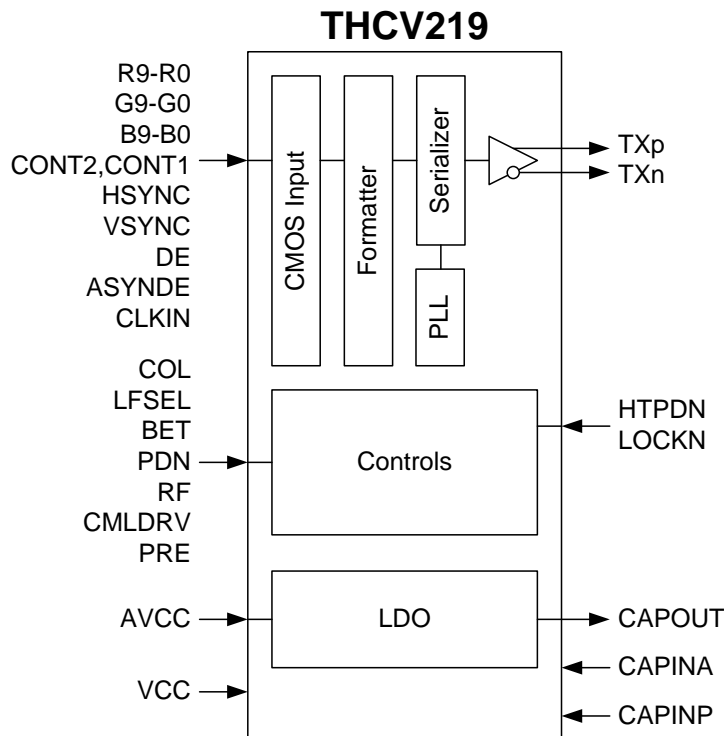 THCV219
R9-R0
G9-G0
B9-B0
CONT2,CONT1
HSYNC
VSYNC
DE
ASYNDE
CLKIN
CMOS Input
Formatter
Serializer
PLL
TXp
TXn
COL
LFSEL
BET
PDN
RF
CMLDRV
PRE
Controls
HTPDN
LOCKN
AVCC
LDO
CAPOUT
CAPINA
VCC
CAPINP